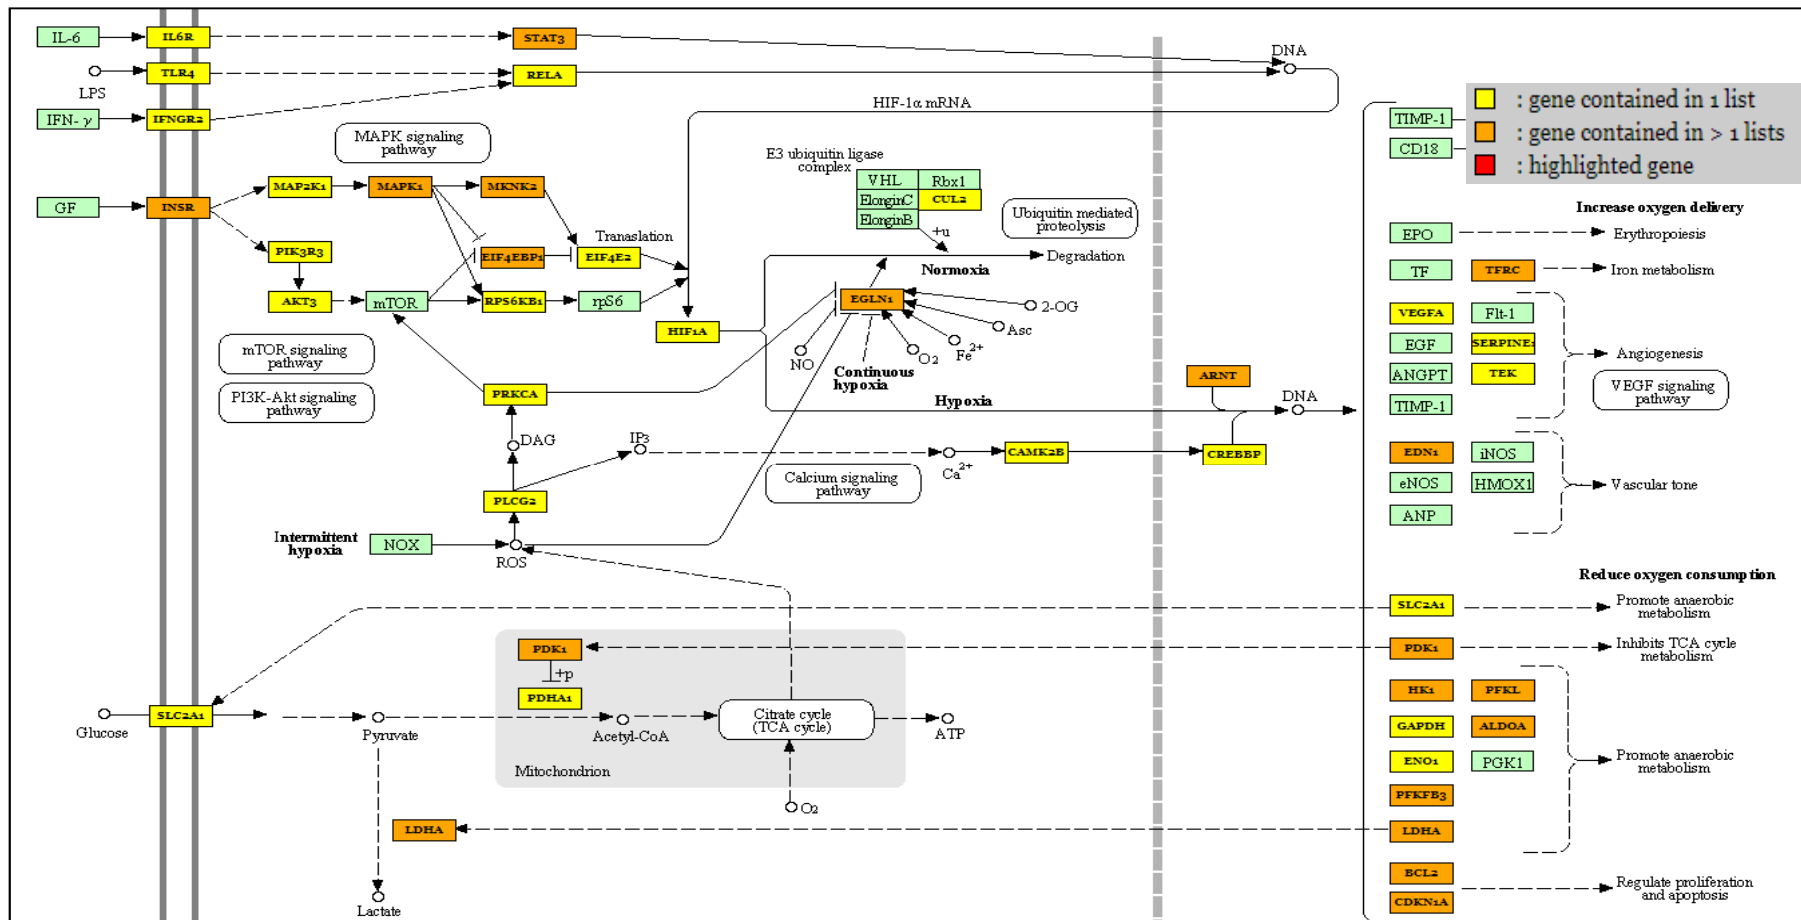 IL-6
IL6R
STAT3
DNA
LPS
TLR4
RELA
IFN- γ
IFNGR2
HIF-1α mRNA
MAPK signaling
pathway
E3 ubiquitin ligase
complex
VHL
Rbx1
ElonginC
CUL2
ElonginB
+u
Ubiquitin mediated
proteolysis
GF
INSR
MAP2K1
MAPK1
MKNK2
PIK3R3
EIF4EBP1
Tranaslation
EIF4E2
Normoxia
Degradation
AKT3
mTOR
RPS6KB1
rpS6
HIF1A
EGLN1
2-OG
Asc
Fe2+
O2
NO
Continuous
hypoxia
mTOR signaling
pathway
PI3K-Akt signaling
pathway
PRKCA
Hypoxia
ARNT
DNA
DAG
IP3
Ca2+
CAMK2B
CREBBP
Calcium signaling
pathway
PLCG2
Intermittent
hypoxia
NOX
ROS
PDK1
+p
PDHA1
Glucose
SLC2A1
Pyruvate
Acetyl-CoA
Citrate cycle
(TCA cycle)
ATP
Mitochondrion
O2
LDHA
Lactate
: gene contained in 1 list
: gene contained in > 1 lists
: highlighted gene
TIMP-1
CD18
Increase oxygen delivery
EPO
Erythropoiesis
TF
TFRC
Iron metabolism
VEGFA
Flt-1
EGF
SERPINE1
Angiogenesis
ANGPT
TEK
VEGF signaling
pathway
TIMP-1
EDN1
iNOS
eNOS
HMOX1
Vascular tone
ANP
Reduce oxygen consumption
SLC2A1
Promote anaerobic
metabolism
PDK1
Inhibits TCA cycle
metabolism
HK1
PFKL
GAPDH
ALDOA
ENO1
PGK1
Promote anaerobic
metabolism
PFKFB3
LDHA
BCL2
CDKN1A
Regulate proliferation
and apoptosis